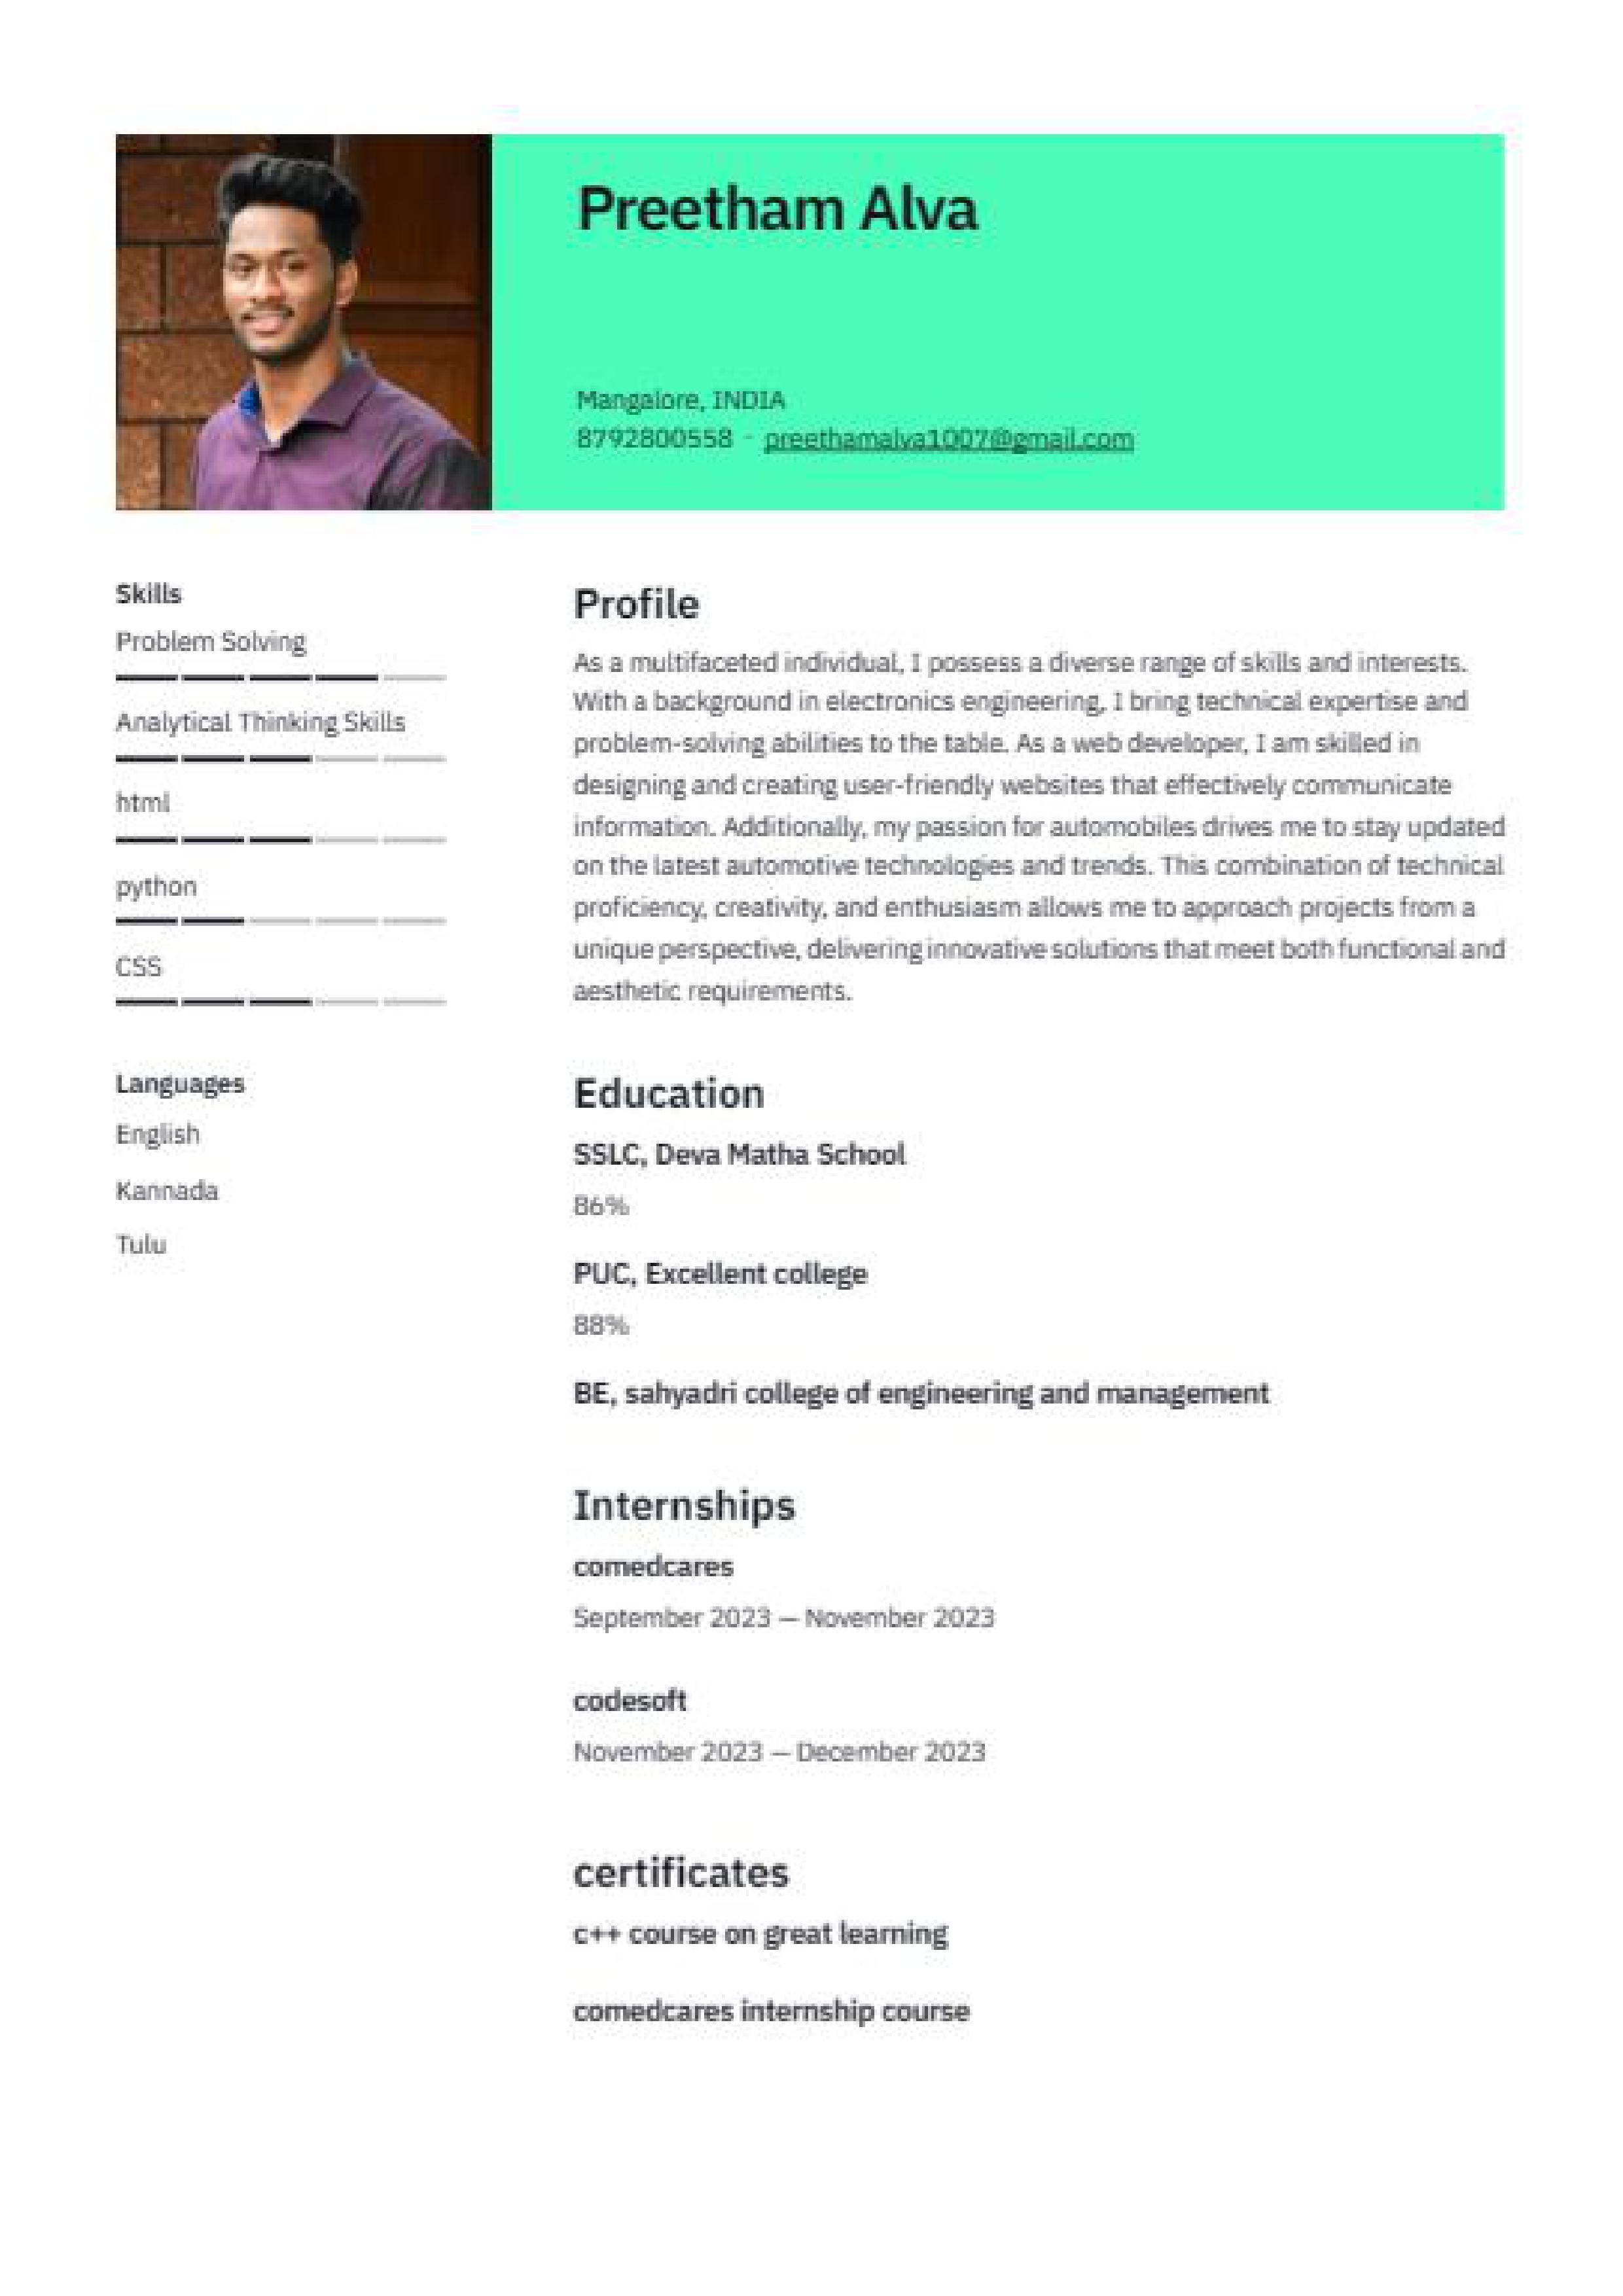 Preetham Alva
Mangalore, INDIA
8792800558 - preethamalva1007@gmail.com
Skills
Problem Solving
Analytical Thinking Skills
html
python
CSS
Languages
English
Kannada
Tulu
Profile
As a multifaceted individual, I possess a diverse range of skills and interests.
With a background in electronics engineering, I bring technical expertise and
problem-solving abilities to the table. As a web developer, I am skilled in
designing and creating user-friendly websites that effectively communicate
information. Additionally, my passion for automobiles drives me to stay updated
on the latest automotive technologies and trends. This combination of technical
proficiency, creativity, and enthusiasm allows me to approach projects from a
unique perspective, delivering innovative solutions that meet both functional and
aesthetic requirements.
Education
SSLC, Deva Matha School
86%
PUC, Excellent college
88%
BE, sahyadri college of engineering and management
Internships
comedcares
September 2023 — November 2023
codesoft
November 2023 — December 2023
certificates
c++ course on great learning
comedcares internship course